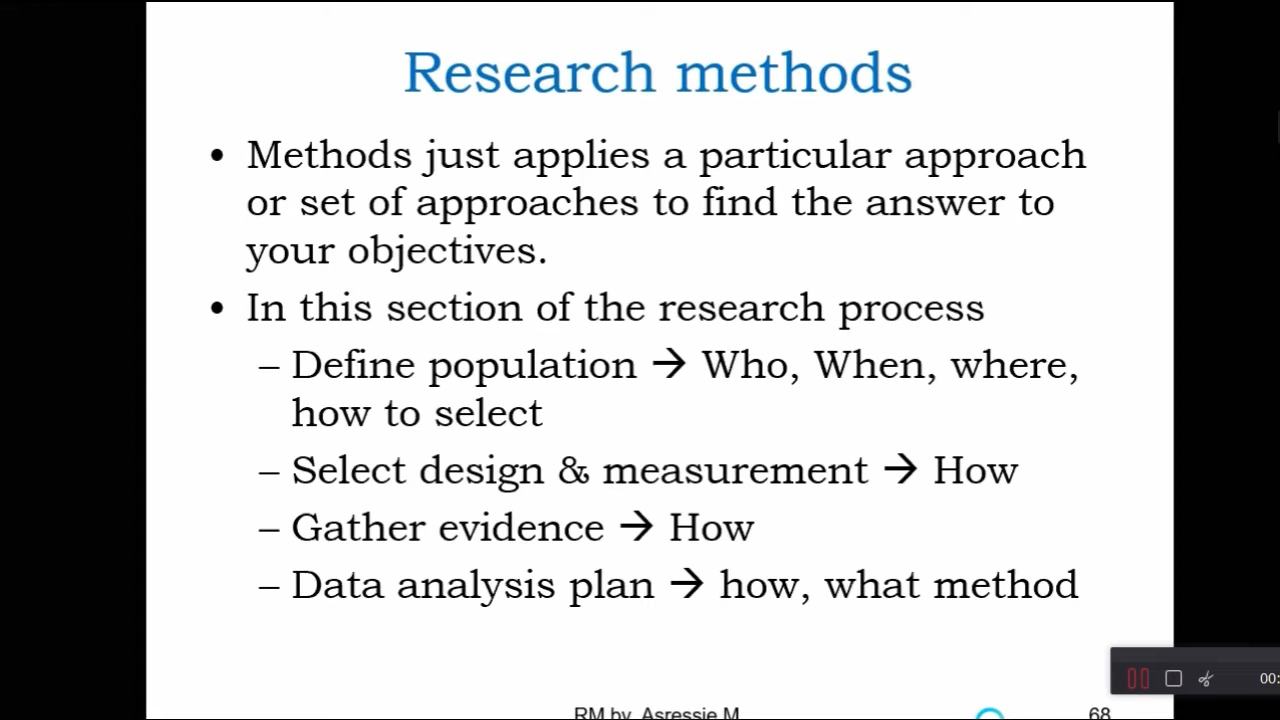 Research methods
• Methods just applies a particular approach
or set of approaches to find the answer to
your objectives.
• In this section of the research process
– Define population → Who, When, where,
how to select
– Select design & measurement → How
– Gather evidence → How
– Data analysis plan → how, what method
RM by Asressie M
68
00: